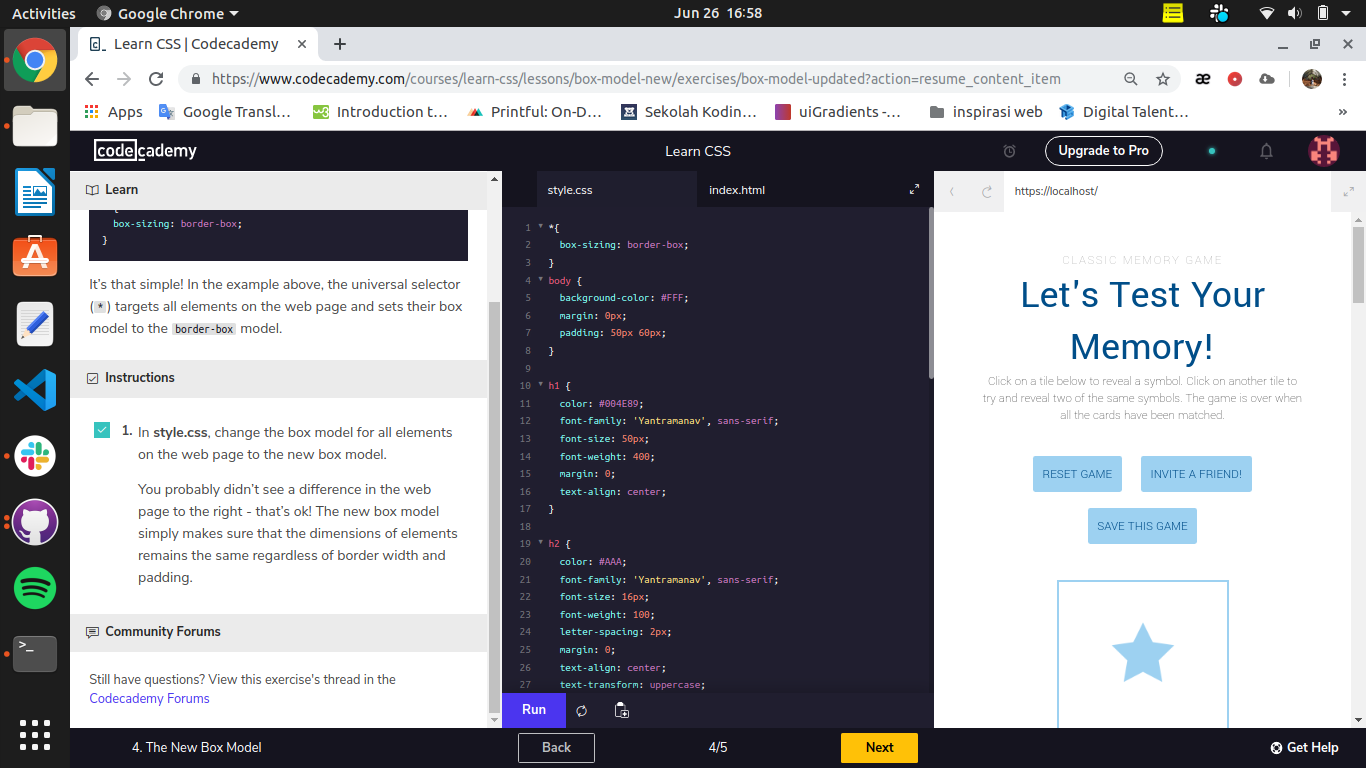 Activities
Google Chrome
Jun 26 16:58
Learn CSS | Codecademy
https://www.codecademy.com/courses/learn-css/lessons/box-model-new/exercises/box-model-updated?action=resume_content_item
Apps
Google Transl...
Introduction t...
Printful: On-D...
Sekolah Kodin...
uiGradients -...
inspirasi web
Digital Talent...
»
codecademy
Learn CSS
Upgrade to Pro
Learn
{
box-sizing: border-box;
}
It's that simple! In the example above, the universal selector
(*) targets all elements on the web page and sets their box
model to the border-box model.
Instructions
1. In style.css, change the box model for all elements
on the web page to the new box model.
You probably didn't see a difference in the web
page to the right - that's ok! The new box model
simply makes sure that the dimensions of elements
remains the same regardless of border width and
padding.
Community Forums
Still have questions? View this exercise's thread in the
Codecademy Forums
style.css
index.html
1 *{
2 box-sizing: border-box;
3 }
4 body {
5 background-color: #FFF;
6 margin: 0px;
7 padding: 50px 60px;
8 }
9
10 h1 {
11 color: #004E89;
12 font-family: 'Yantramanav', sans-serif;
13 font-size: 50px;
14 font-weight: 400;
15 margin: 0;
16 text-align: center;
17 }
18
19 h2 {
20 color: #AAA;
21 font-family: 'Yantramanav', sans-serif;
22 font-size: 16px;
23 font-weight: 100;
24 letter-spacing: 2px;
25 margin: 0;
26 text-align: center;
27 text-transform: uppercase;
Run
https://localhost/
CLASSIC MEMORY GAME
Let's Test Your
Memory!
Click on a tile below to reveal a symbol. Click on another tile to
try and reveal two of the same symbols. The game is over when
all the cards have been matched.
RESET GAME
INVITE A FRIEND!
SAVE THIS GAME
4. The New Box Model
Back
4/5
Next
Get Help